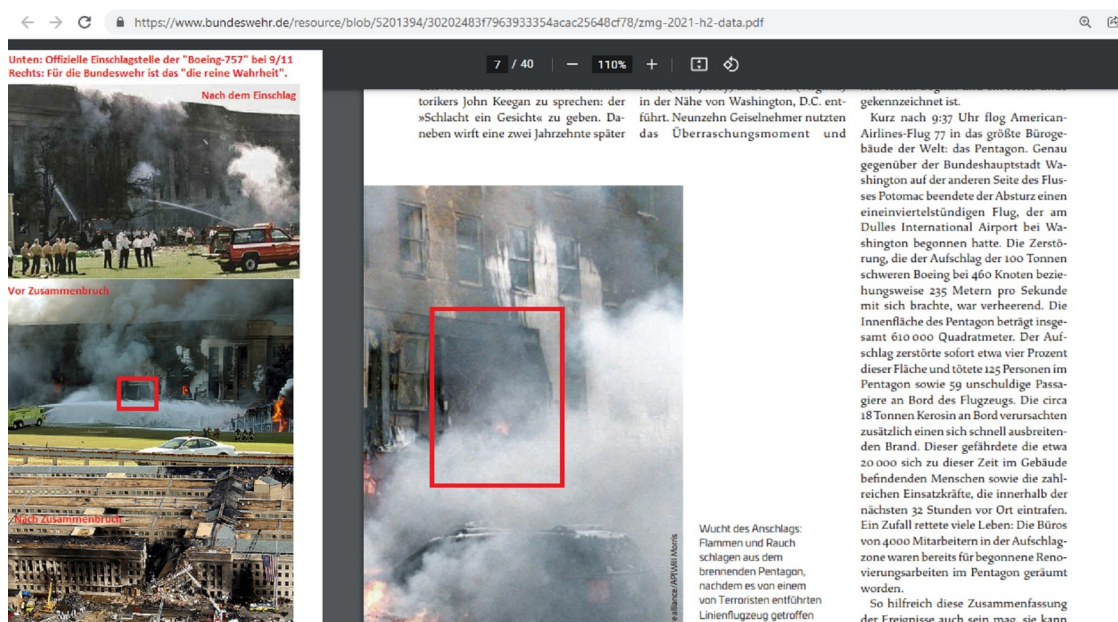 https://www.bundeswehr.de/resource/blob/5201394/30202483f7963933354acac25648cf78/zmg-2021-h2-data.pdf
Unten: Offizielle Einschlagstelle der "Boeing-757" bei 9/11
Rechts: Für die Bundeswehr ist das "die reine Wahrheit".
Nach dem Einschlag
Vor Zusammenbruch
Nach Zusammenbruch
7 / 40
110%
torikers John Keegan zu sprechen: der
»Schlacht ein Gesicht« zu geben. Da-
neben wirft eine zwei Jahrzehnte später
in der Nähe von Washington, D.C. ent-
führt. Neunzehn Geiselnehmer nutzten
das Überraschungsmoment und
gekennzeichnet ist.
Kurz nach 9:37 Uhr flog American-
Airlines-Flug 77 in das größte Büroge-
bäude der Welt: das Pentagon. Genau
gegenüber der Bundeshauptstadt Wa-
shington auf der anderen Seite des Flus-
ses Potomac beendete der Absturz einen
eineinviertelstündigen Flug, der am
Dulles International Airport bei Wa-
shington begonnen hatte. Die Zerstö-
rung, die der Aufschlag der 100 Tonnen
schweren Boeing bei 460 Knoten bezie-
hungsweise 235 Metern pro Sekunde
mit sich brachte, war verheerend. Die
Innenfläche des Pentagon beträgt insge-
samt 610 000 Quadratmeter. Der Auf-
schlag zerstörte sofort etwa vier Prozent
dieser Fläche und tötete 125 Personen im
Pentagon sowie 59 unschuldige Passa-
giere an Bord des Flugzeugs. Die circa
18 Tonnen Kerosin an Bord verursachten
zusätzlich einen sich schnell ausbreiten-
den Brand. Dieser gefährdete die etwa
20 000 sich zu dieser Zeit im Gebäude
befindenden Menschen sowie die zahl-
reichen Einsatzkräfte, die innerhalb der
nächsten 32 Stunden vor Ort eintrafen.
Ein Zufall rettete viele Leben: Die Büros
von 4000 Mitarbeitern in der Aufschlag-
zone waren bereits für begonnene Reno-
vierungsarbeiten im Pentagon geräumt
worden.
So hilfreich diese Zusammenfassung
der Ereignisse auch sein mag, sie kann
Wucht des Anschlags:
Flammen und Rauch
schlagen aus dem
brennenden Pentagon,
nachdem es von einem
von Terroristen entführten
Linienflugzeug getroffen
alliance/AP|Will Morris